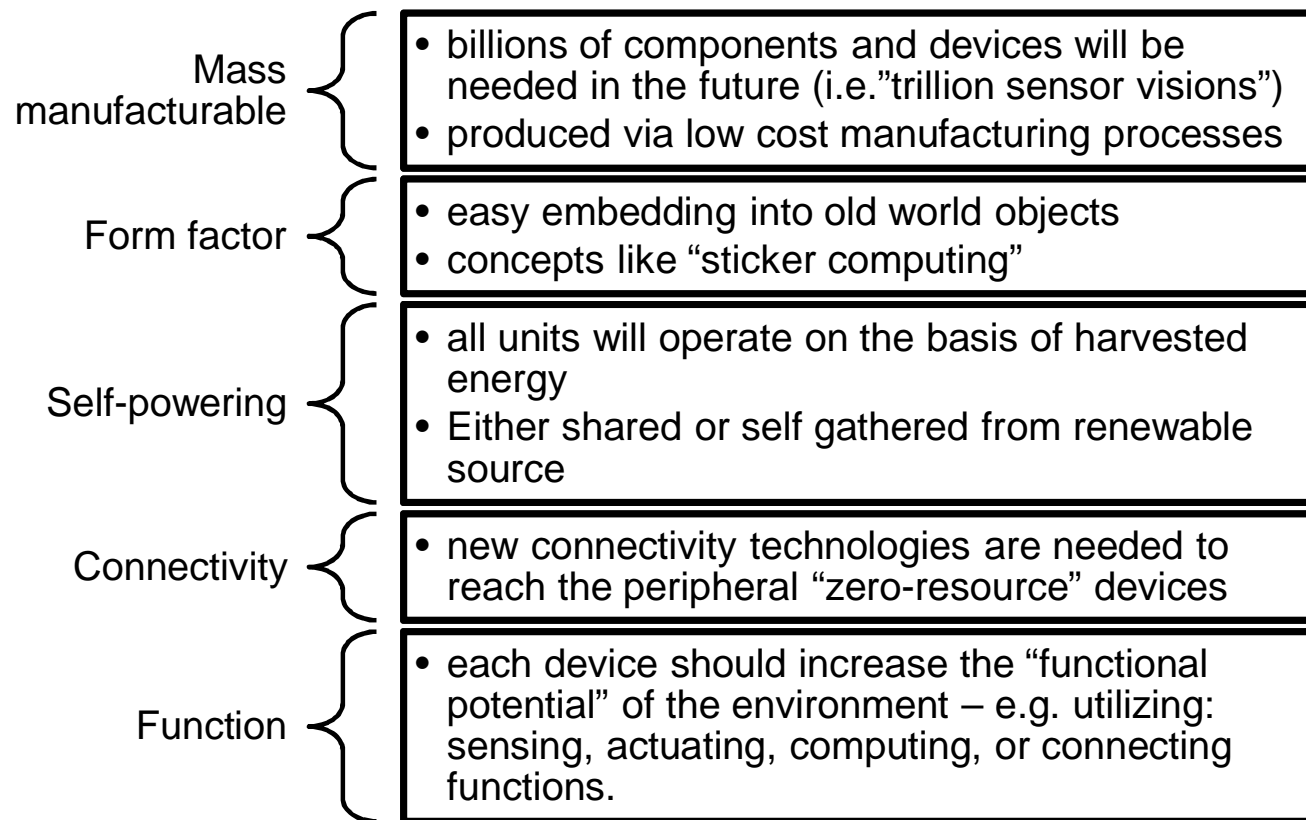 Mass
manufacturable
• billions of components and devices will be
needed in the future (i.e.”trillion sensor visions”)
• produced via low cost manufacturing processes
Form factor
• easy embedding into old world objects
• concepts like “sticker computing”
Self-powering
• all units will operate on the basis of harvested
energy
• Either shared or self gathered from renewable
source
Connectivity
• new connectivity technologies are needed to
reach the peripheral “zero-resource” devices
Function
• each device should increase the “functional
potential” of the environment – e.g. utilizing:
sensing, actuating, computing, or connecting
functions.